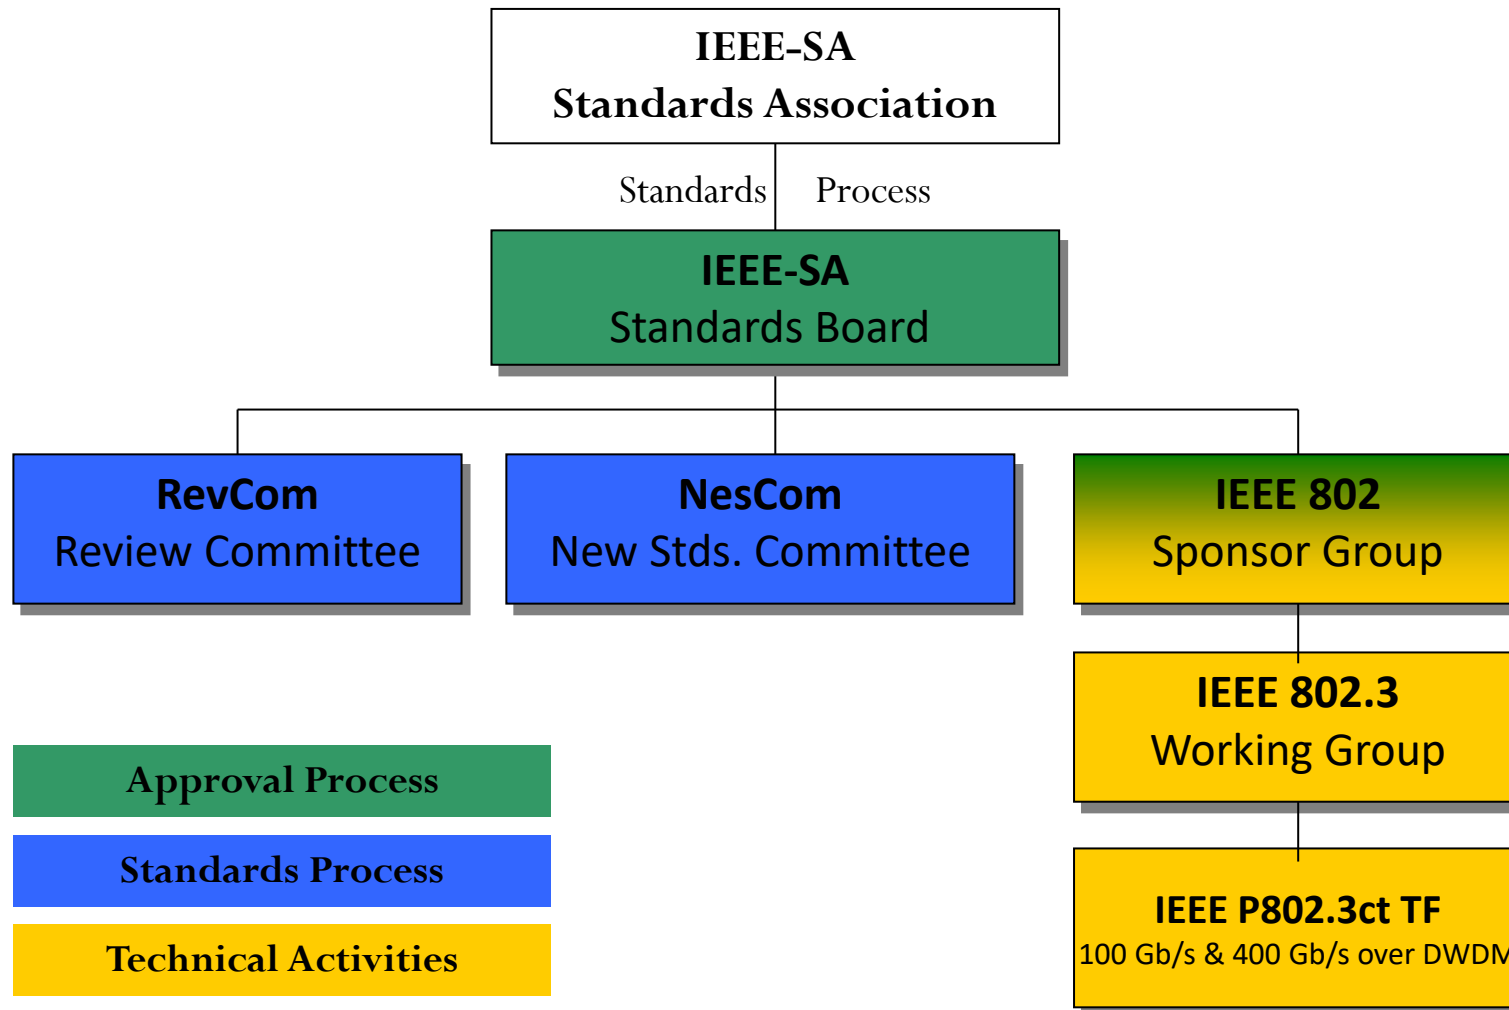 IEEE-SA
Standards Association
Standards Process
IEEE-SA
Standards Board
RevCom
Review Committee
NesCom
New Stds. Committee
IEEE 802
Sponsor Group
IEEE 802.3
Working Group
Approval Process
Standards Process
Technical Activities
IEEE P802.3ct TF
100 Gb/s & 400 Gb/s over DWDM